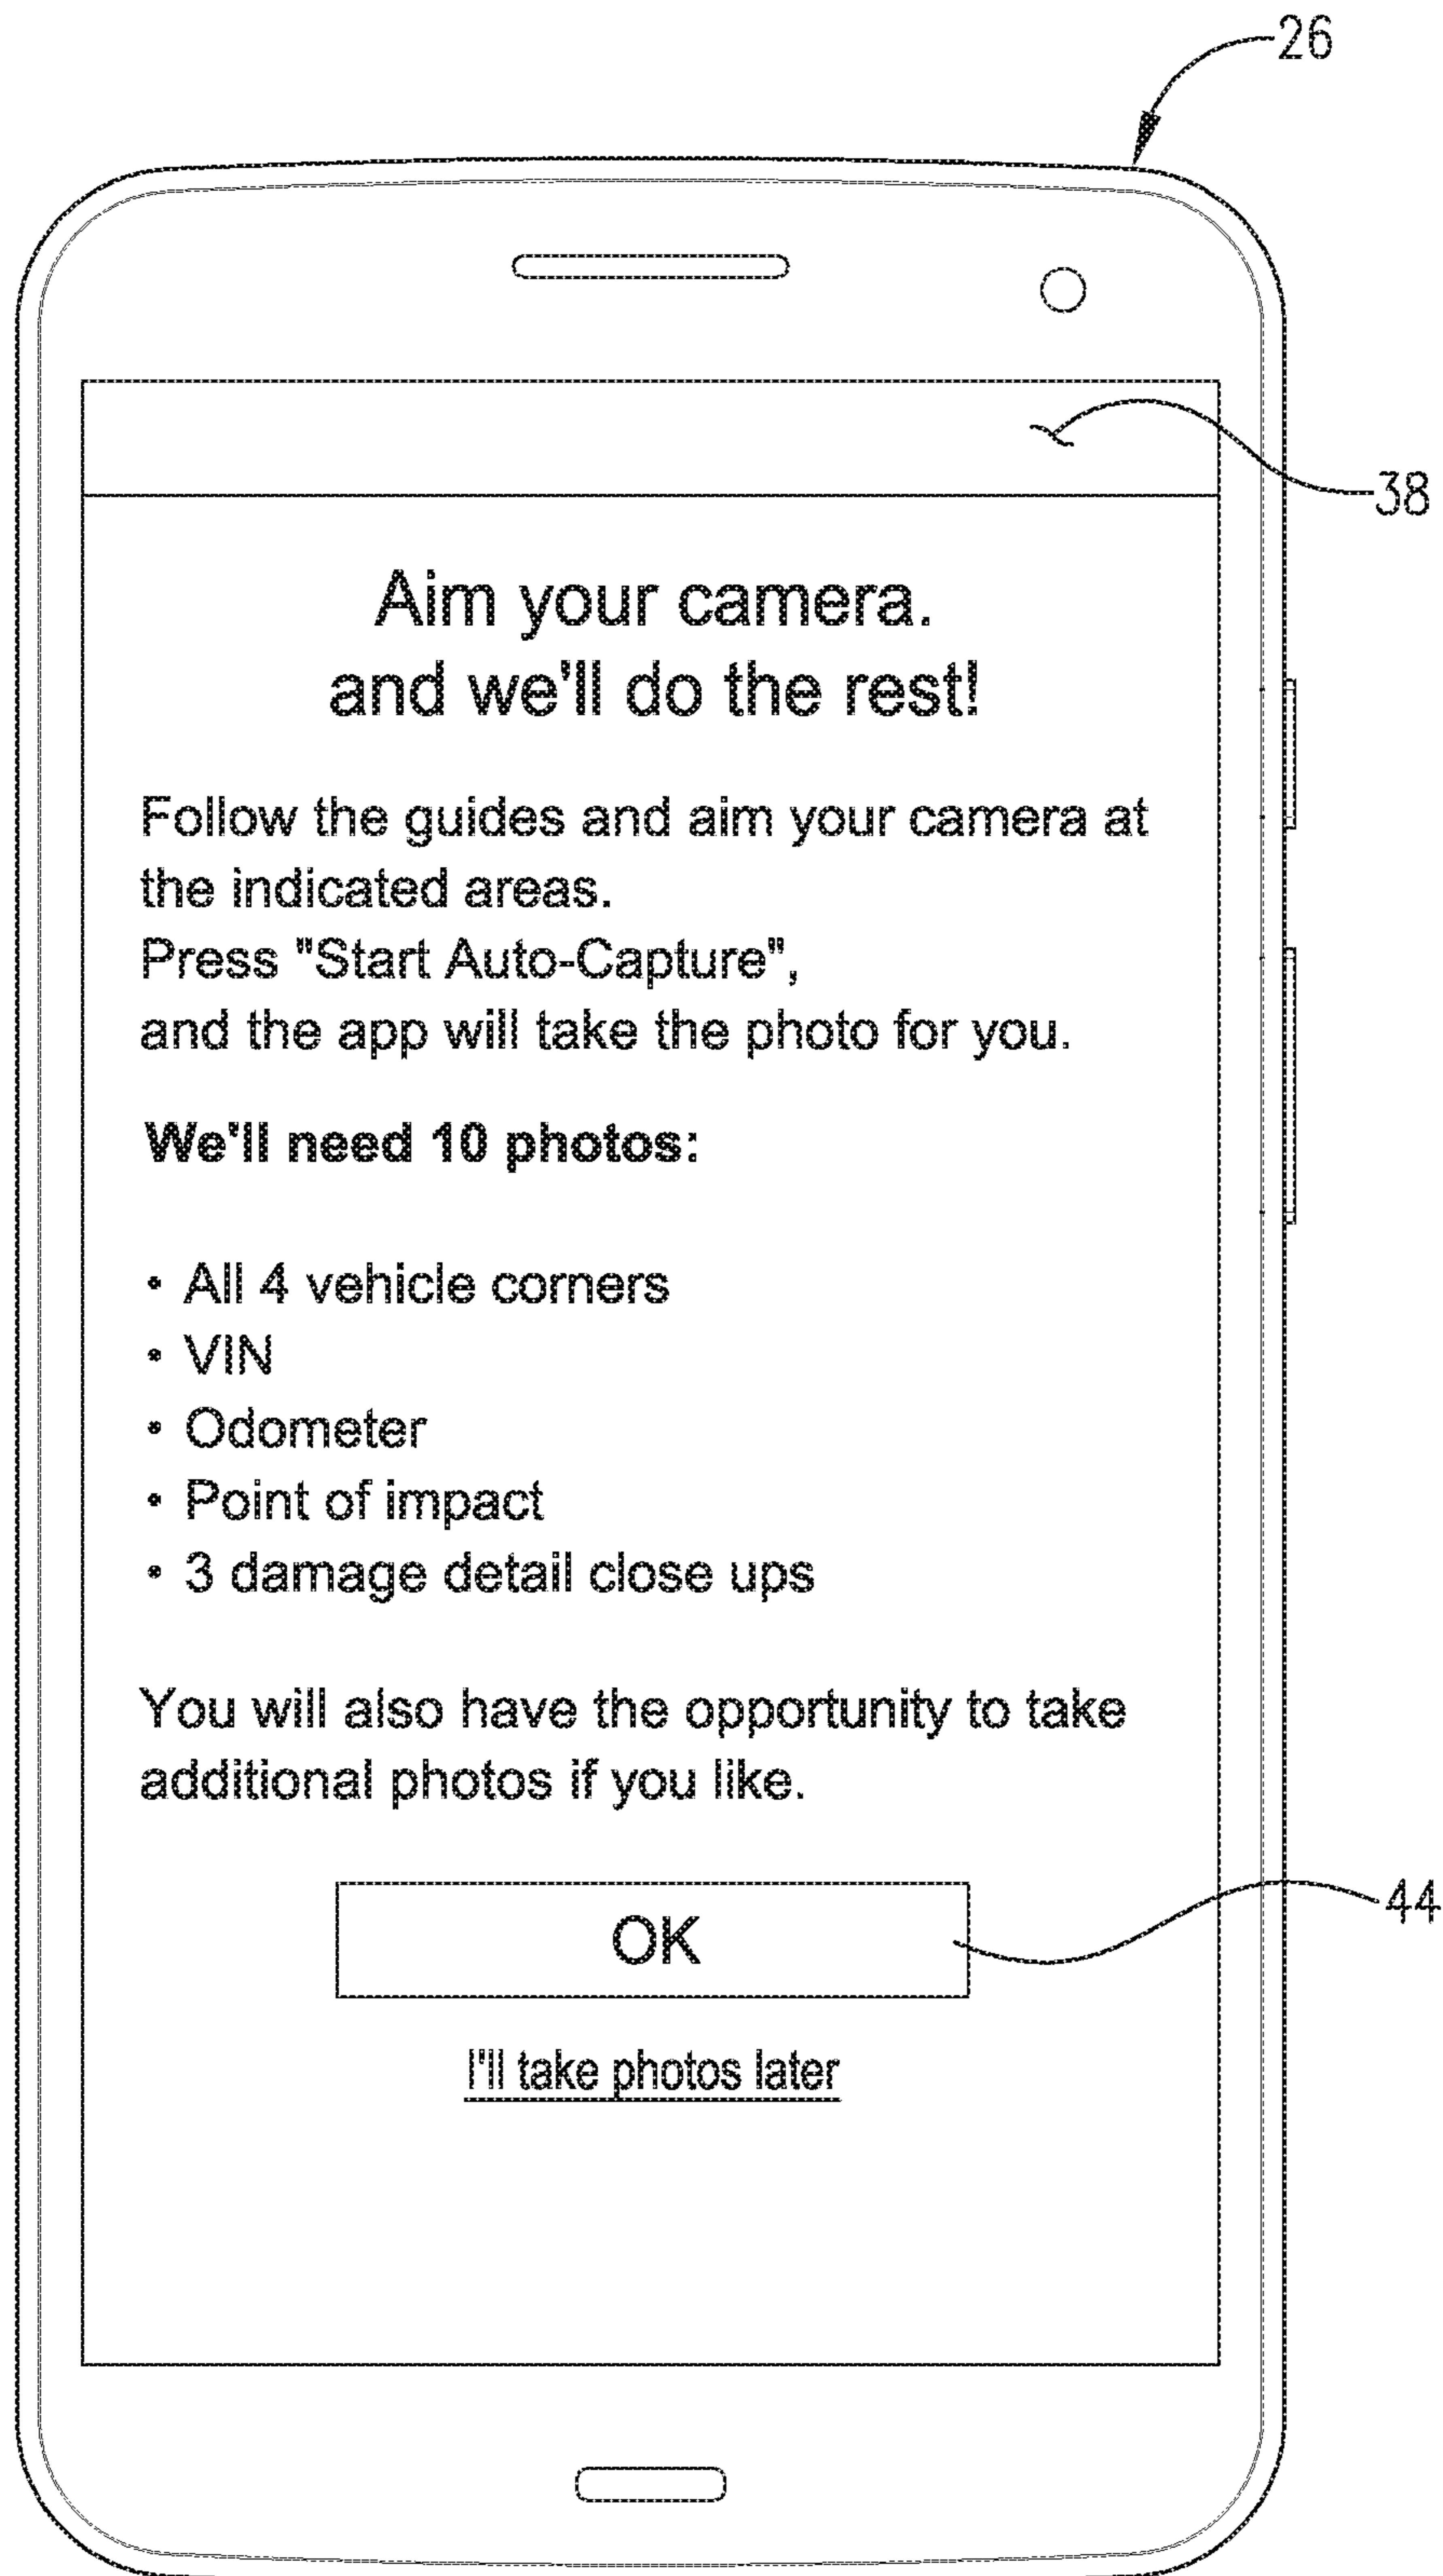 26
38
Aim your camera.
and we'll do the rest!
Follow the guides and aim your camera at
the indicated areas.
Press "Start Auto-Capture",
and the app will take the photo for you.
We'll need 10 photos:
• All 4 vehicle corners
• VIN
• Odometer
• Point of impact
• 3 damage detail close ups
You will also have the opportunity to take
additional photos if you like.
OK
44
I'll take photos later